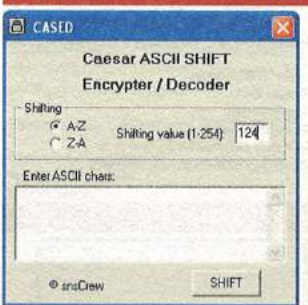 CASED
Caesar ASCII SHIFT
Encrypter / Decoder
Shifting
A-Z
Z-A
Shifting value (1-254)
124
Enter ASCII chars:
© snsCrew
SHIFT